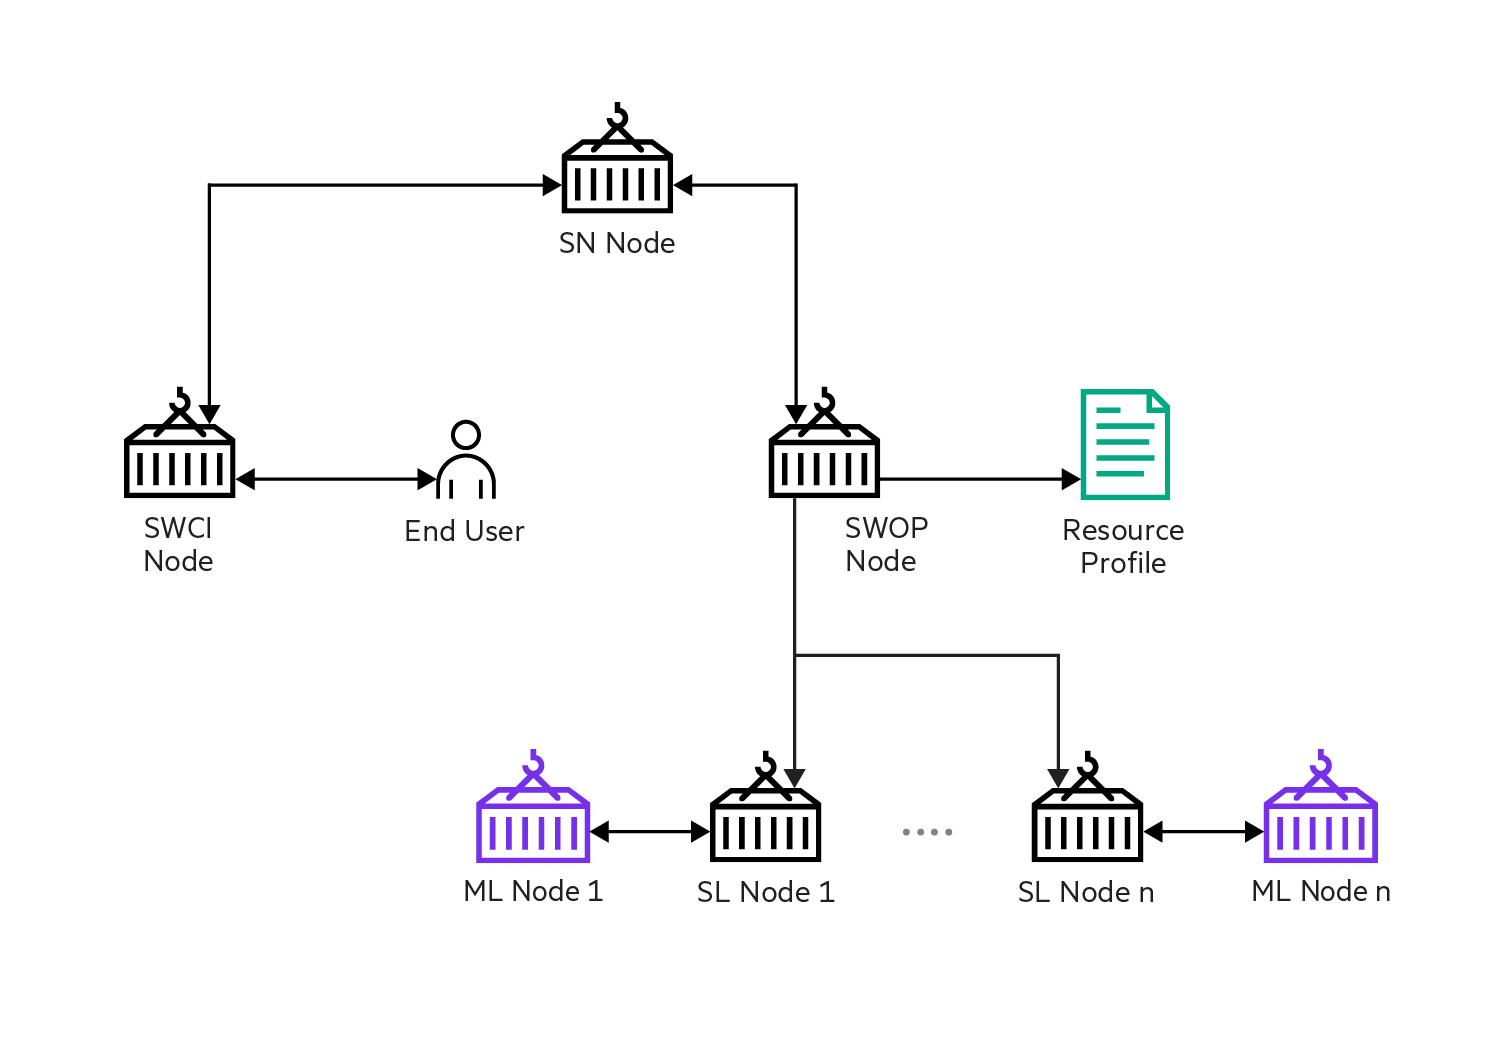 SN Node
SWCI
Node
End User
SWOP
Node
Resource
Profile
ML Node 1
SL Node 1
SL Node n
ML Node n